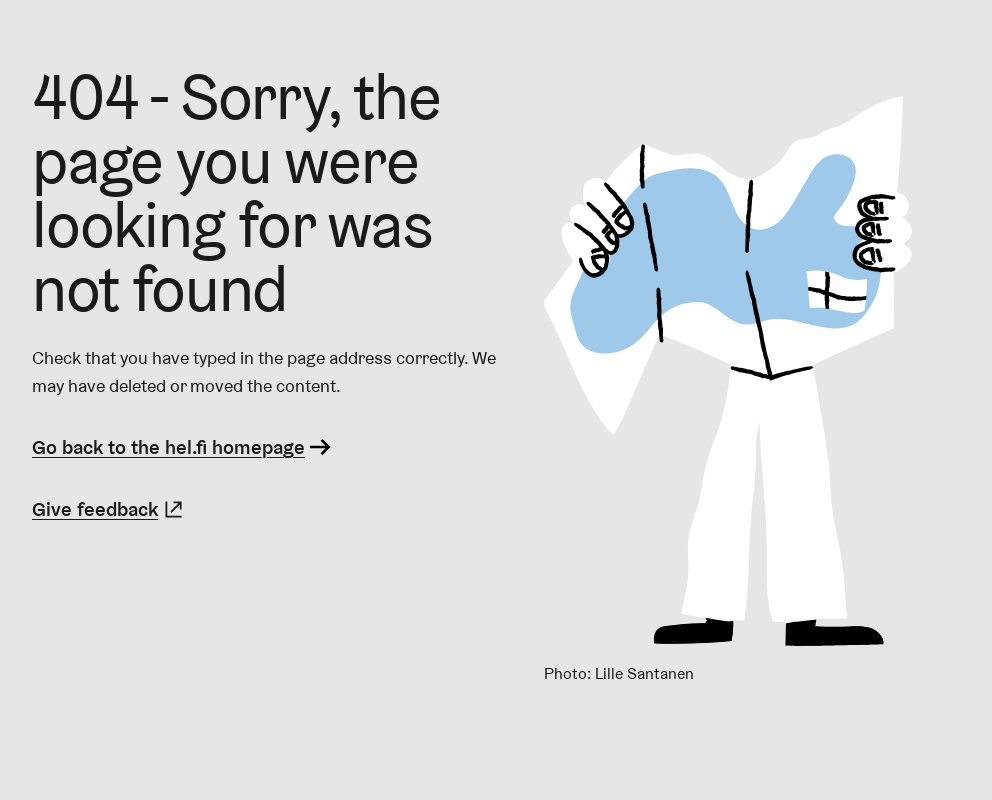 404 - Sorry, the
page you were
looking for was
not found
Check that you have typed in the page address correctly. We
may have deleted or moved the content.
Go back to the hel.fi homepage
Give feedback
Photo: Lille Santanen